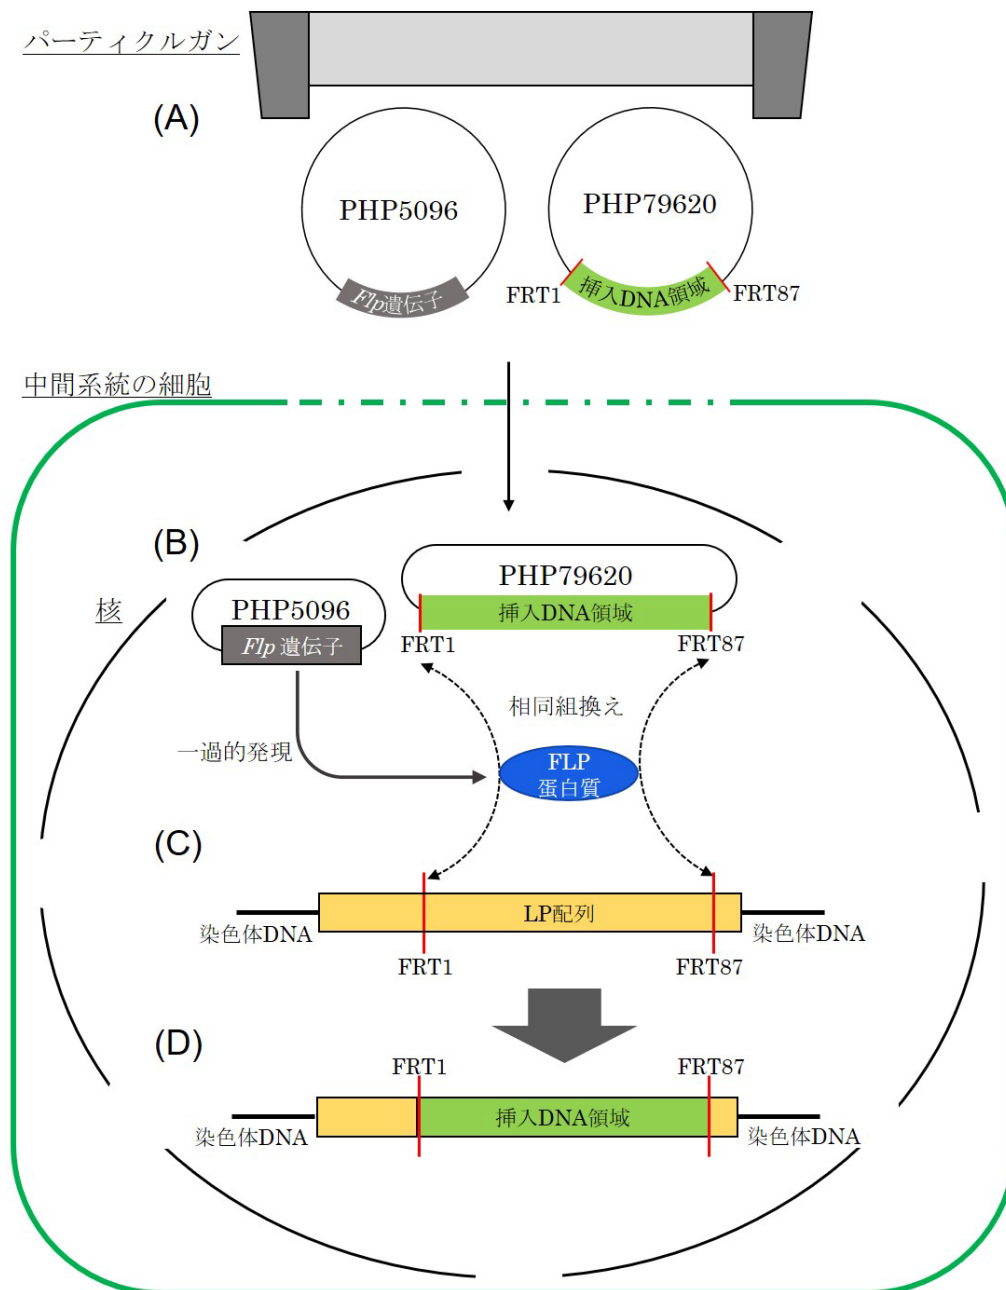 パーティクルガン
(A)
PHP5096
PHP79620
Flp遺伝子
挿入DNA領域
FRT1
FRT87
中間系統の細胞
(B)
核
PHP5096
Flp 遺伝子
PHP79620
挿入DNA領域
FRT1
FRT87
相同組換え
一過的発現
FLP
蛋白質
(C)
LP配列
染色体DNA
染色体DNA
FRT1
FRT87
(D)
FRT1
FRT87
挿入DNA領域
染色体DNA
染色体DNA